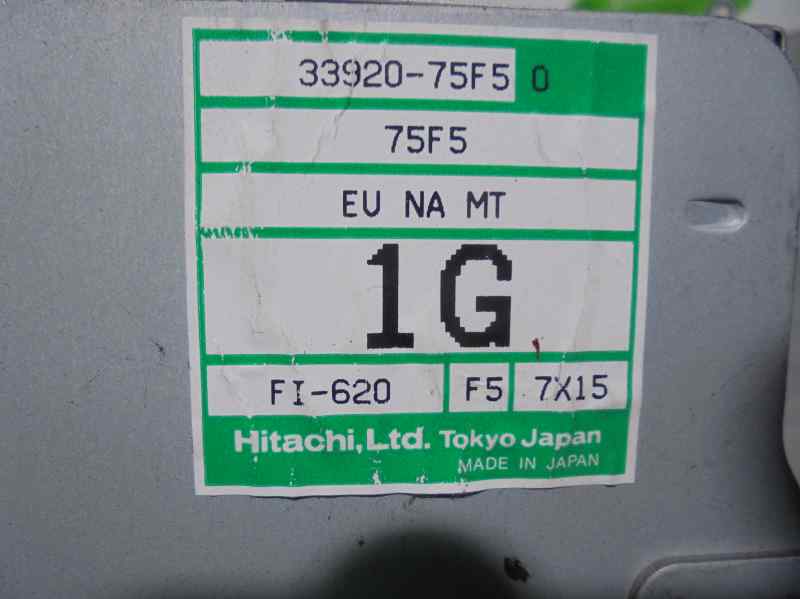 33920-75F5 0
75F5
EU NA MT
1G
FI-620 F5 7X15
Hitachi, Ltd. Tokyo Japan
MADE IN JAPAN